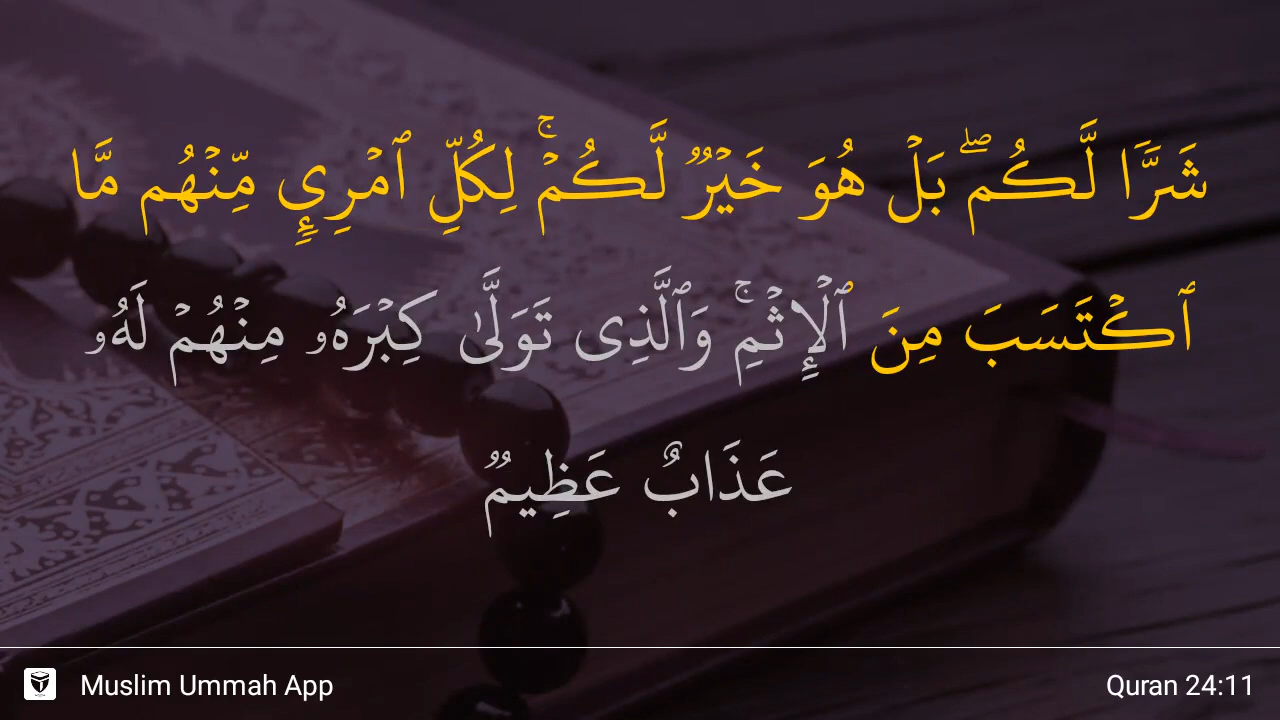 شَرًّۭا لَّكُم ۖ بَلْ هُوَ خَيْرٌۭ لَّكُمْ ۚ لِكُلِّ ٱمْرِئٍۢ مِّنْهُم مَّا
ٱكْتَسَبَ مِنَ ٱلْإِثْمِ ۚ وَٱلَّذِى تَوَلَّىٰ كِبْرَهُۥ مِنْهُمْ لَهُۥ
عَذَابٌ عَظِيمٌۭ
Muslim Ummah App
Quran 24:11